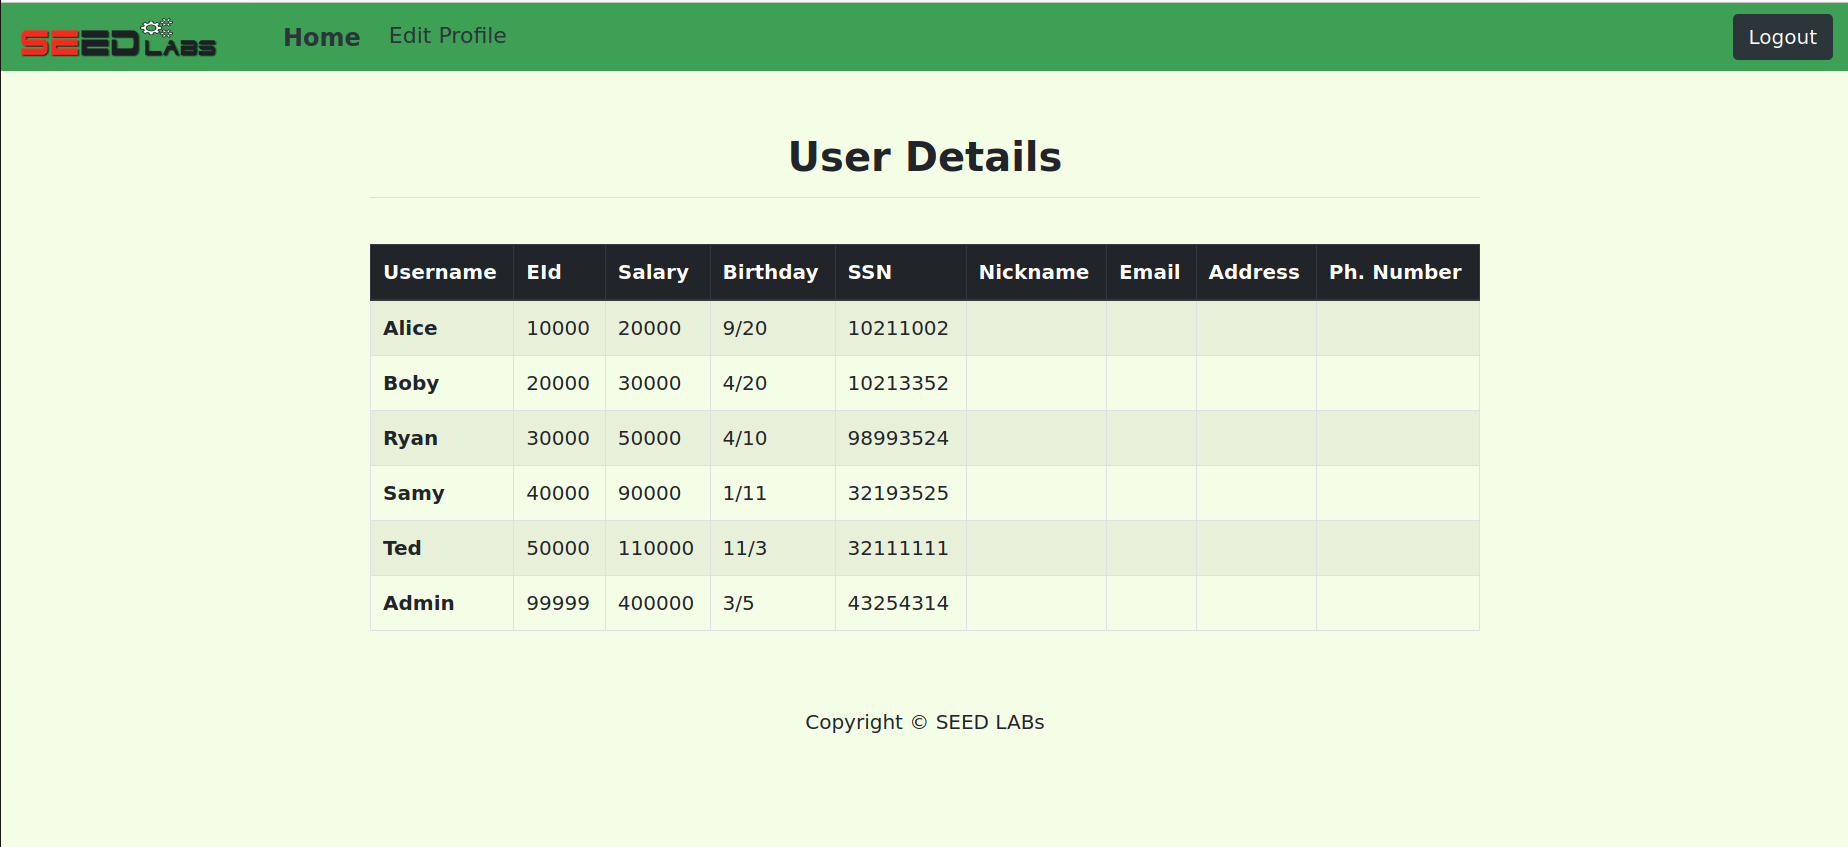 SEED LABS Home Edit Profile Logout
User Details
Username EId Salary Birthday SSN Nickname Email Address Ph. Number
Alice 10000 20000 9/20 10211002
Boby 20000 30000 4/20 10213352
Ryan 30000 50000 4/10 98993524
Samy 40000 90000 1/11 32193525
Ted 50000 110000 11/3 32111111
Admin 99999 400000 3/5 43254314
Copyright © SEED LABs